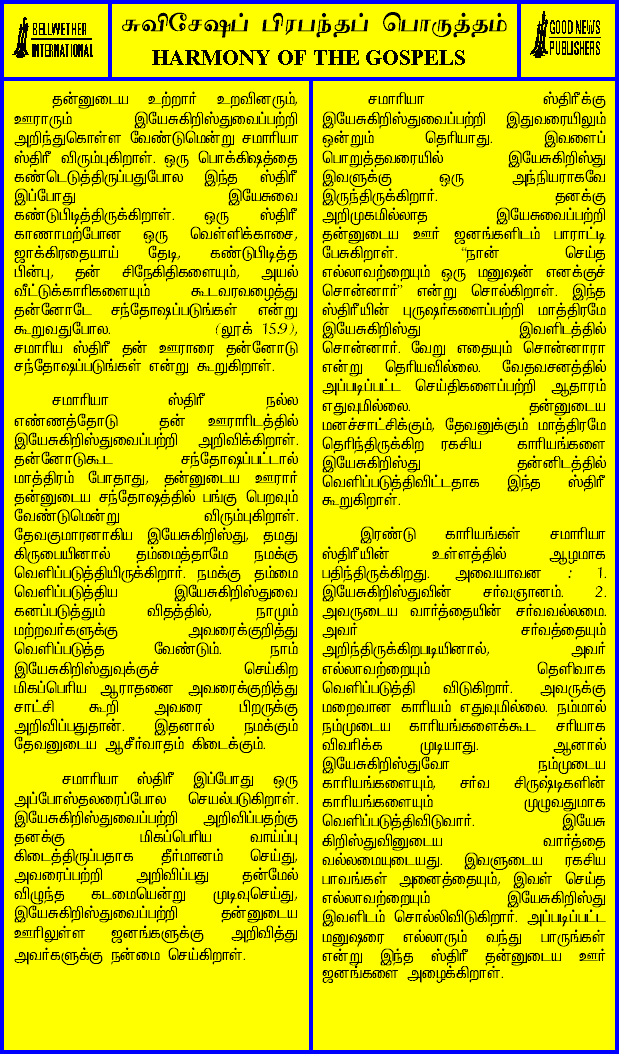 BELLWETHER
INTERNATIONAL
சுவிசேஷப் பிரபந்தப் பொருத்தம்
HARMONY OF THE GOSPELS
GOOD NEWS
PUBLISHERS
தன்னுடைய உற்றார் உறவினரும்,
ஊராரும் இயேசுகிறிஸ்துவைப்பற்றி
அறிந்துகொள்ள வேண்டுமென்று சமாரியா
ஸ்திரீ விரும்புகிறாள். ஒரு பொக்கிஷத்தை
கண்டெடுத்திருப்பதுபோல இந்த ஸ்திரீ
இப்போது இயேசுவை
கண்டுபிடித்திருக்கிறாள். ஒரு ஸ்திரீ
காணாமற்போன ஒரு வெள்ளிக்காசை,
ஜாக்கிரதையாய் தேடி, கண்டுபிடித்த
பின்பு, தன் சிநேகிதிகளையும், அயல்
வீட்டுக்காரிகளையும் கூடவரவழைத்து
தன்னோடே சந்தோஷப்படுங்கள் என்று
கூறுவதுபோல. (லூக் 15:9),
சமாரிய ஸ்திரீ தன் ஊராரை தன்னோடு
சந்தோஷப்படுங்கள் என்று கூறுகிறாள்.
சமாரியா ஸ்திரீ நல்ல
எண்ணத்தோடு தன் ஊராரிடத்தில்
இயேசுகிறிஸ்துவைப்பற்றி அறிவிக்கிறாள்.
தன்னோடுகூட சந்தோஷப்பட்டால்
மாத்திரம் போதாது, தன்னுடைய ஊரார்
தன்னுடைய சந்தோஷத்தில் பங்கு பெறவும்
வேண்டுமென்று விரும்புகிறாள்.
தேவகுமாரனாகிய இயேசுகிறிஸ்து, தமது
கிருபையினால் தம்மைத்தாமே நமக்கு
வெளிப்படுத்தியிருக்கிறார். நமக்கு தம்மை
வெளிப்படுத்திய இயேசுகிறிஸ்துவை
கனப்படுத்தும் விதத்தில், நாமும்
மற்றவர்களுக்கு அவரைக்குறித்து
வெளிப்படுத்த வேண்டும். நாம்
இயேசுகிறிஸ்துவுக்குச் செய்கிற
மிகப்பெரிய ஆராதனை அவரைக்குறித்து
சாட்சி கூறி அவரை பிறருக்கு
அறிவிப்பதுதான். இதனால் நமக்கும்
தேவனுடைய ஆசீர்வாதம் கிடைக்கும்.
சமாரியா ஸ்திரீ இப்போது ஒரு
அப்போஸ்தலரைப்போல செயல்படுகிறாள்.
இயேசுகிறிஸ்துவைப்பற்றி அறிவிப்பதற்கு
தனக்கு மிகப்பெரிய வாய்ப்பு
கிடைத்திருப்பதாக தீர்மானம் செய்து,
அவரைப்பற்றி அறிவிப்பது தன்மேல்
விழுந்த கடமையென்று முடிவுசெய்து,
இயேசுகிறிஸ்துவைப்பற்றி தன்னுடைய
ஊரிலுள்ள ஜனங்களுக்கு அறிவித்து
அவர்களுக்கு நன்மை செய்கிறாள்.
சமாரியா ஸ்திரீக்கு
இயேசுகிறிஸ்துவைப்பற்றி இதுவரையிலும்
ஒன்றும் தெரியாது. இவளைப்
பொறுத்தவரையில் இயேசுகிறிஸ்து
இவளுக்கு ஒரு அந்நியராகவே
இருந்திருக்கிறார். தனக்கு
அறிமுகமில்லாத இயேசுவைப்பற்றி
தன்னுடைய ஊர் ஜனங்களிடம் பாராட்டி
பேசுகிறாள். "நான் செய்த
எல்லாவற்றையும் ஒரு மனுஷன் எனக்குச்
சொன்னார்" என்று சொல்கிறாள். இந்த
ஸ்திரீயின் புருஷர்களைப்பற்றி மாத்திரமே
இயேசுகிறிஸ்து இவளிடத்தில்
சொன்னார். வேறு எதையும் சொன்னாரா
என்று தெரியவில்லை. வேதவசனத்தில்
அப்படிப்பட்ட செய்திகளைப்பற்றி ஆதாரம்
எதுவுமில்லை. தன்னுடைய
மனச்சாட்சிக்கும், தேவனுக்கும் மாத்திரமே
தெரிந்திருக்கிற ரகசிய காரியங்களை
இயேசுகிறிஸ்து தன்னிடத்தில்
வெளிப்படுத்திவிட்டதாக இந்த ஸ்திரீ
கூறுகிறாள்.
இரண்டு காரியங்கள் சமாரியா
ஸ்திரீயின் உள்ளத்தில் ஆழமாக
பதிந்திருக்கிறது. அவையாவன : 1.
இயேசுகிறிஸ்துவின் சர்வஞானம். 2.
அவருடைய வார்த்தையின் சர்வவல்லமை.
அவர் சர்வத்தையும்
அறிந்திருக்கிறபடியினால், அவர்
எல்லாவற்றையும் தெளிவாக
வெளிப்படுத்தி விடுகிறார். அவருக்கு
மறைவான காரியம் எதுவுமில்லை. நம்மால்
நம்முடைய காரியங்களைக்கூட சரியாக
விவரிக்க முடியாது. ஆனால்
இயேசுகிறிஸ்துவோ நம்முடைய
காரியங்களையும், சர்வ சிருஷ்டிகளின்
காரியங்களையும் முழுவதுமாக
வெளிப்படுத்திவிடுவார். இயேசு
கிறிஸ்துவினுடைய வார்த்தை
வல்லமையுடையது. இவளுடைய ரகசிய
பாவங்கள் அனைத்தையும், இவள் செய்த
எல்லாவற்றையும் இயேசுகிறிஸ்து
இவளிடம் சொல்லிவிடுகிறார். அப்படிப்பட்ட
மனுஷரை எல்லாரும் வந்து பாருங்கள்
என்று இந்த ஸ்திரீ தன்னுடைய ஊர்
ஜனங்களை அழைக்கிறாள்.